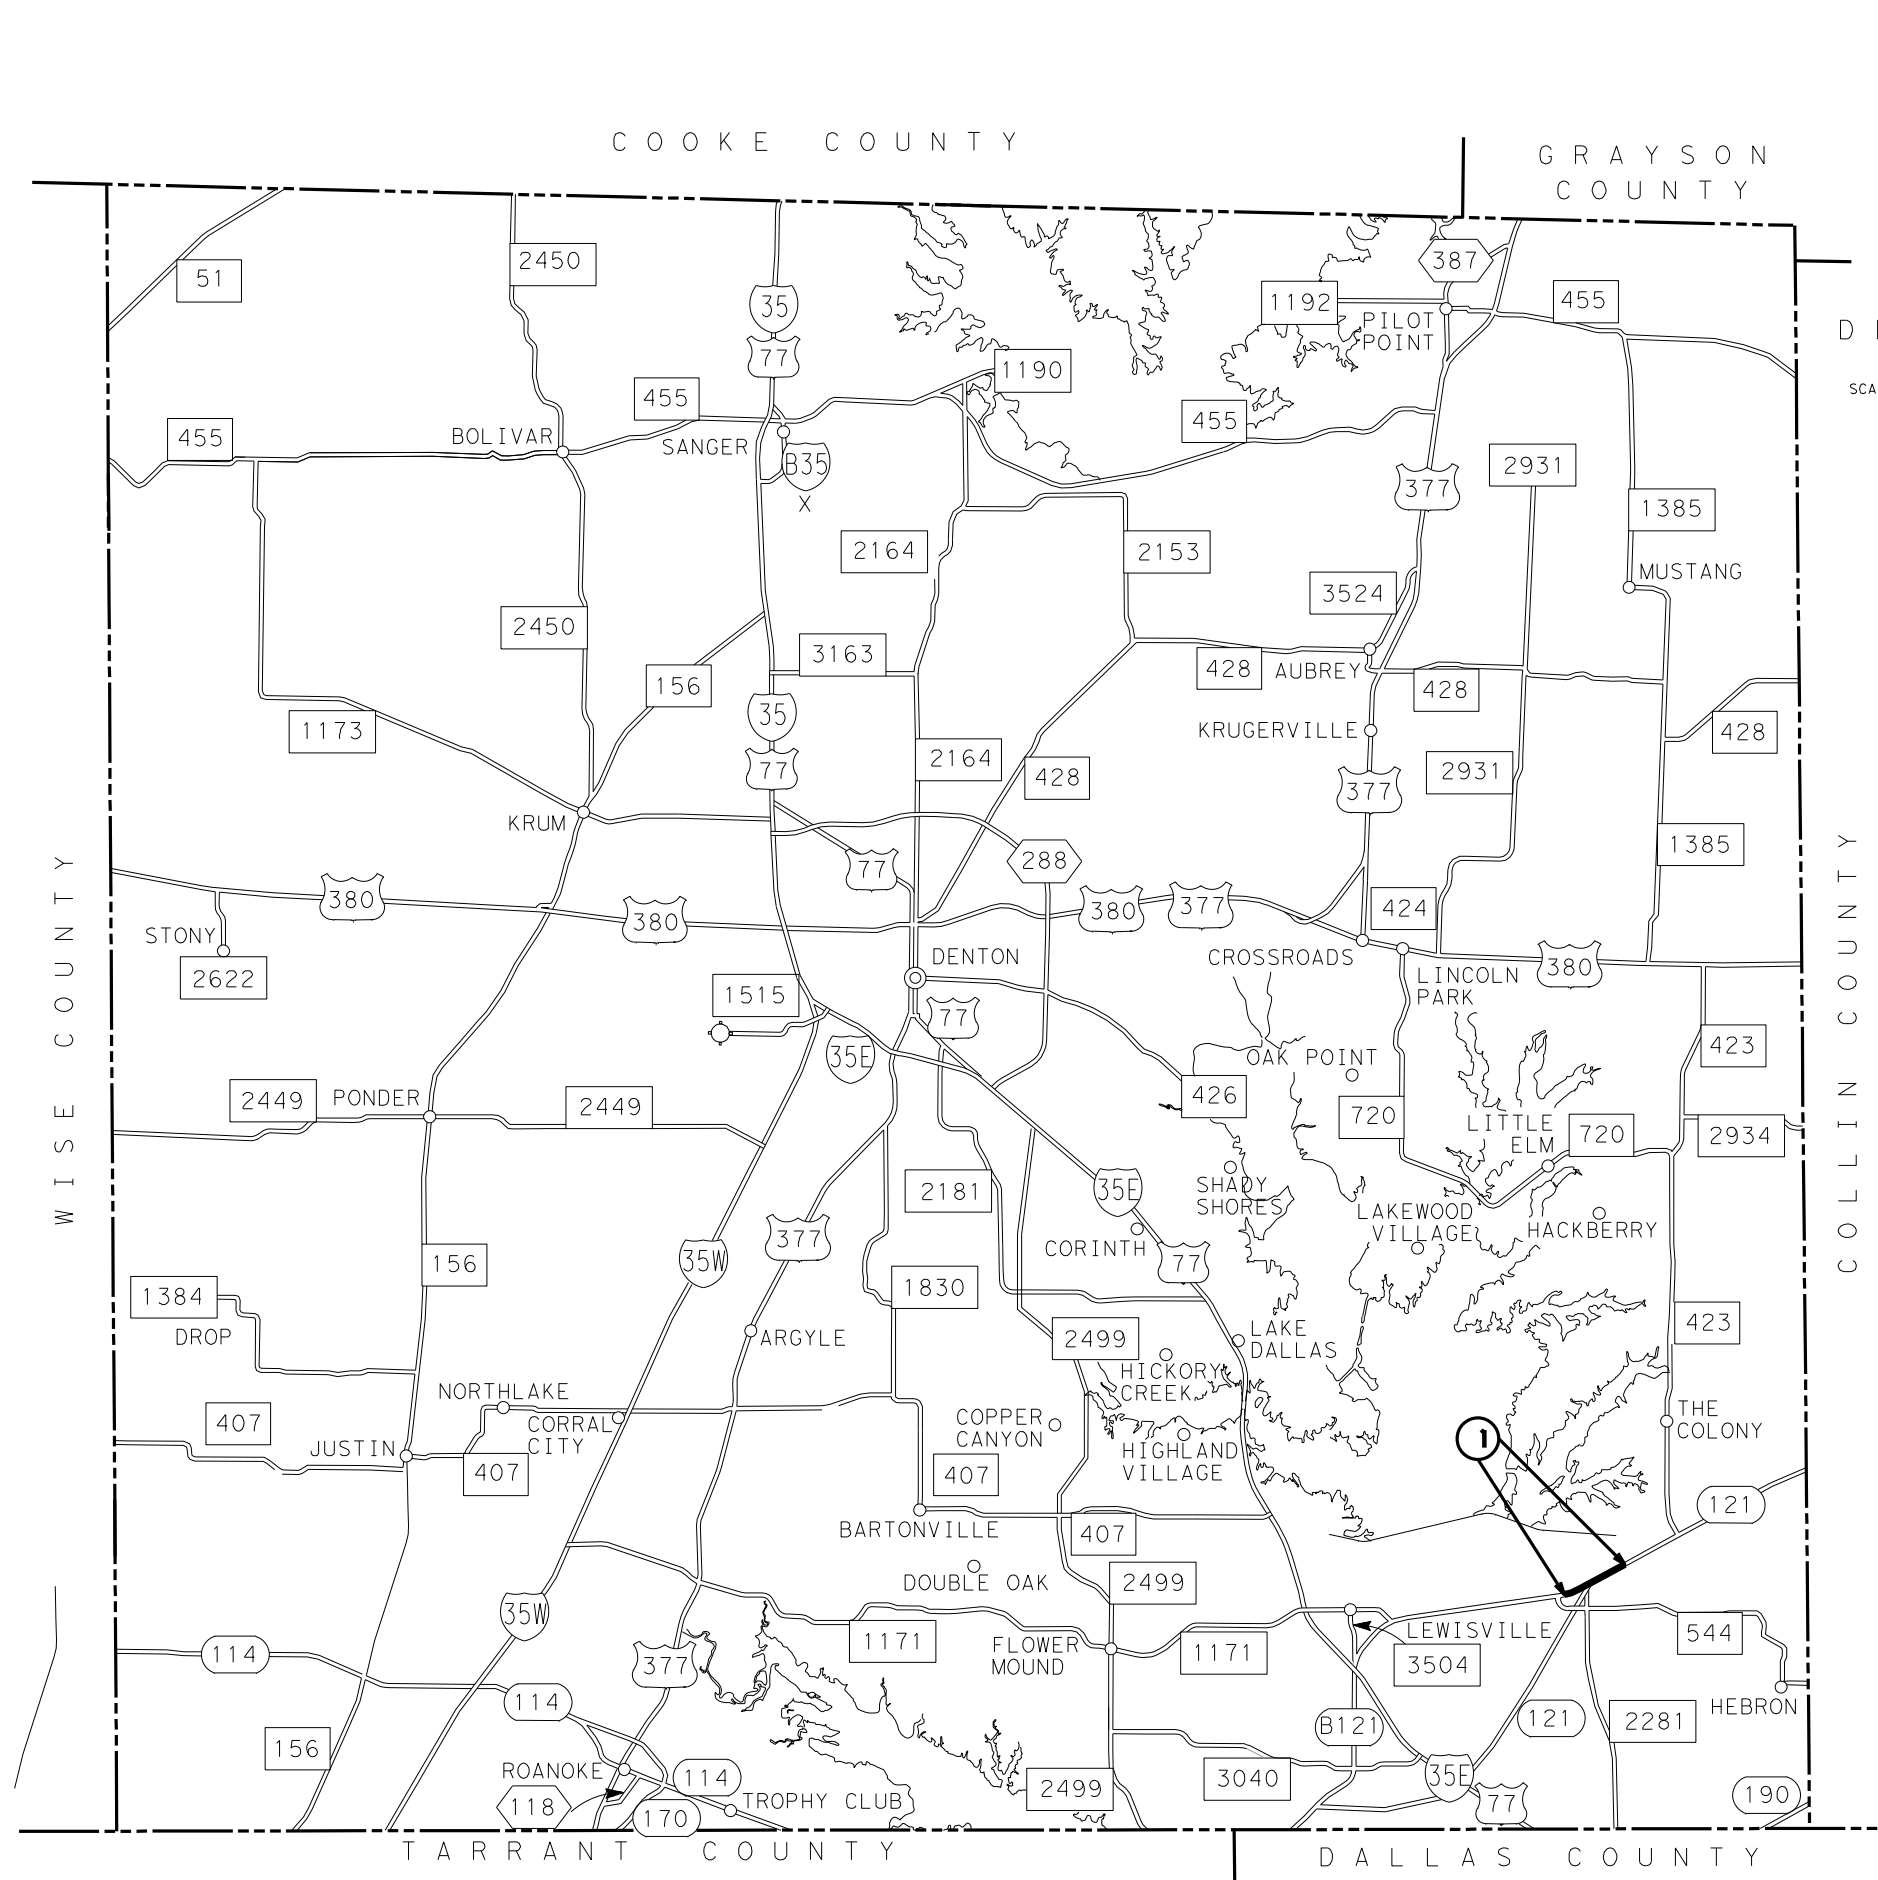 COOKE COUNTY
GRAYSON
COUNTY
51
2450
387
35
1192
455
PILOT
POINT
D
77
1190
SCA
455
455
455
BOLIVAR
SANGER
B35
X
2931
377
1385
2164
2153
MUSTANG
3524
2450
3163
428
AUBREY
156
428
35
1173
KRUGERVILLE
428
2164
77
428
2931
377
KRUM
1385
288
77
380
380
380
377
424
STONY
WISE COUNTY
COLLIN COUNTY
DENTON
CROSSROADS
2622
LINCOLN
PARK
380
1515
77
35E
OAK POINT
423
2449
PONDER
2449
426
720
LITTLE
ELM
720
2934
2181
35E
SHADY
SHORES
LAKEWOOD
VILLAGE
HACKBERRY
377
CORINTH
156
35W
77
1384
1830
DROP
ARGYLE
2499
LAKE
DALLAS
423
HICKORY
CREEK
NORTHLAKE
407
CORRAL
CITY
COPPER
CANYON
THE
COLONY
JUSTIN
HIGHLAND
VILLAGE
1
407
407
121
BARTONVILLE
407
DOUBLE OAK
2499
35W
1171
FLOWER
MOUND
1171
LEWISVILLE
544
114
377
3504
114
HEBRON
B121
121
2281
156
ROANOKE
114
2499
3040
35E
118
170
TROPHY CLUB
77
190
TARRANT COUNTY
DALLAS COUNTY